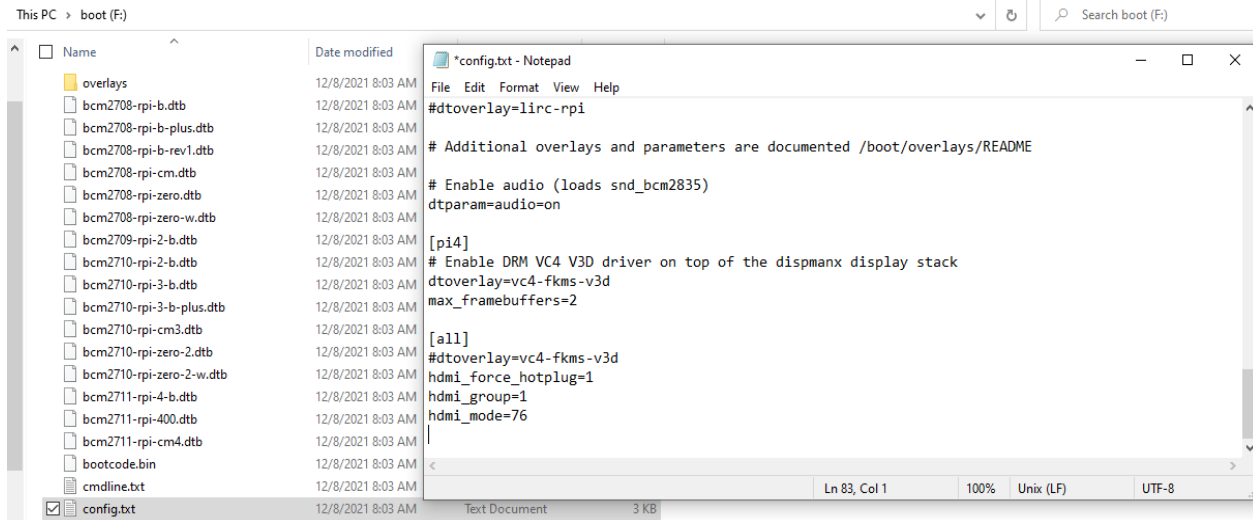 This PC > boot (F:)
Search boot (F:)
Name
Date modified
overlays 12/8/2021 8:03 AM
bcm2708-rpi-b.dtb 12/8/2021 8:03 AM
bcm2708-rpi-b-plus.dtb 12/8/2021 8:03 AM
bcm2708-rpi-b-rev1.dtb 12/8/2021 8:03 AM
bcm2708-rpi-cm.dtb 12/8/2021 8:03 AM
bcm2708-rpi-zero.dtb 12/8/2021 8:03 AM
bcm2708-rpi-zero-w.dtb 12/8/2021 8:03 AM
bcm2709-rpi-2-b.dtb 12/8/2021 8:03 AM
bcm2710-rpi-2-b.dtb 12/8/2021 8:03 AM
bcm2710-rpi-3-b.dtb 12/8/2021 8:03 AM
bcm2710-rpi-3-b-plus.dtb 12/8/2021 8:03 AM
bcm2710-rpi-cm3.dtb 12/8/2021 8:03 AM
bcm2710-rpi-zero-2.dtb 12/8/2021 8:03 AM
bcm2710-rpi-zero-2-w.dtb 12/8/2021 8:03 AM
bcm2711-rpi-4-b.dtb 12/8/2021 8:03 AM
bcm2711-rpi-400.dtb 12/8/2021 8:03 AM
bcm2711-rpi-cm4.dtb 12/8/2021 8:03 AM
bootcode.bin 12/8/2021 8:03 AM
cmdline.txt 12/8/2021 8:03 AM
config.txt 12/8/2021 8:03 AM Text Document 3 KB
*config.txt - Notepad
File Edit Format View Help
#dtoverlay=lirc-rpi
# Additional overlays and parameters are documented /boot/overlays/README
# Enable audio (loads snd_bcm2835)
dtparam=audio=on
[pi4]
# Enable DRM VC4 V3D driver on top of the dispmanx display stack
dtoverlay=vc4-fkms-v3d
max_framebuffers=2
[all]
#dtoverlay=vc4-fkms-v3d
hdmi_force_hotplug=1
hdmi_group=1
hdmi_mode=76
Ln 83, Col 1 100% Unix (LF) UTF-8